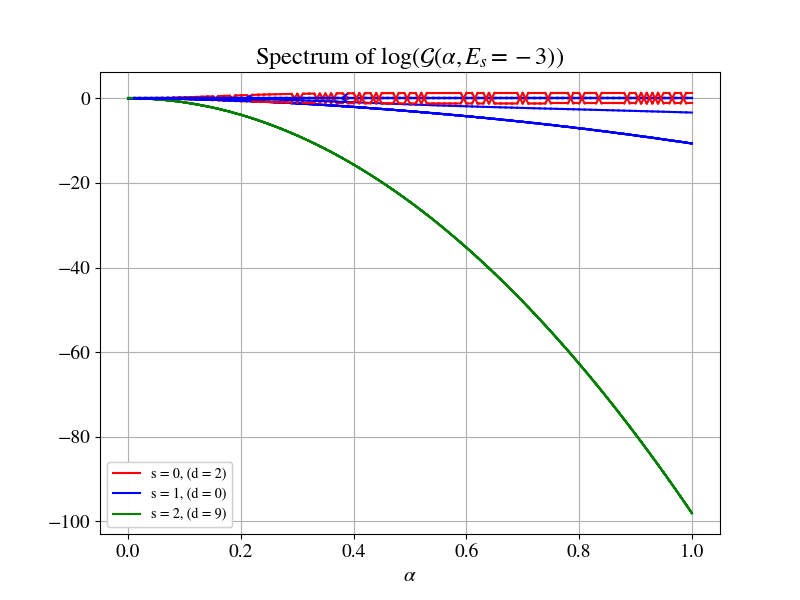 Spectrum of log(𝒢(α, E_s = −3))
0
−20
−40
−60
−80
−100
s = 0, (d = 2)
s = 1, (d = 0)
s = 2, (d = 9)
0.0 0.2 0.4 0.6 0.8 1.0
α